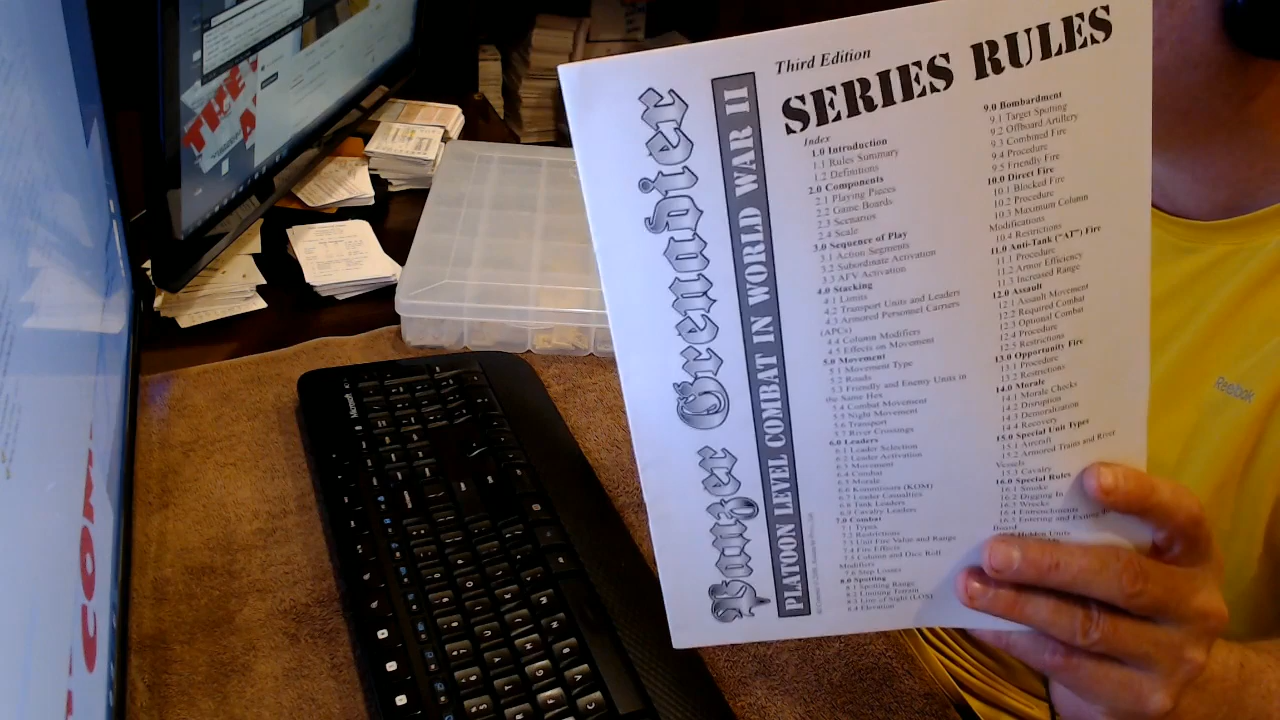 Third Edition
SERIES RULES
Panzer Grenadier
PLATOON LEVEL COMBAT IN WORLD WAR II
Index
1.0 Introduction
1.1 Rules Summary
1.2 Definitions
2.0 Components
2.1 Playing Pieces
2.2 Game Boards
2.3 Scenarios
2.4 Scale
3.0 Sequence of Play
3.1 Action Segments
3.2 Subordinate Activation
3.3 AFV Activation
4.0 Stacking
4.1 Limits
4.2 Transport Units and Leaders
4.3 Armored Personnel Carriers
(APCs)
4.4 Column Modifiers
4.5 Effects on Movement
5.0 Movement
5.1 Movement Type
5.2 Roads
5.3 Friendly and Enemy Units in
the Same Hex
5.4 Combat Movement
5.5 Night Movement
5.6 Transport
5.7 River Crossings
6.0 Leaders
6.1 Leader Selection
6.2 Leader Activation
6.3 Movement
6.4 Combat
6.5 Morale
6.6 Kommissars (KOM)
6.7 Leader Casualties
6.8 Tank Leaders
6.9 Cavalry Leaders
7.0 Combat
7.1 Types
7.2 Restrictions
7.3 Unit Fire Value and Range
7.4 Fire Effects
7.5 Column and Dice Roll
Modifiers
7.6 Step Losses
8.0 Spotting
8.1 Spotting Range
8.2 Limiting Terrain
8.3 Line of Sight (LOS)
8.4 Elevation
9.0 Bombardment
9.1 Target Spotting
9.2 Offboard Artillery
9.3 Combined Fire
9.4 Procedure
9.5 Friendly Fire
10.0 Direct Fire
10.1 Blocked Fire
10.2 Procedure
10.3 Maximum Column
Modifications
10.4 Restrictions
11.0 Anti-Tank ("AT") Fire
11.1 Procedure
11.2 Armor Efficiency
11.3 Increased Range
12.0 Assault
12.1 Assault Movement
12.2 Required Combat
12.3 Optional Combat
12.4 Procedure
12.5 Restrictions
13.0 Opportunity Fire
13.1 Procedure
13.2 Restrictions
14.0 Morale
14.1 Morale Checks
14.2 Disruption
14.3 Demoralization
14.4 Recovery
15.0 Special Unit Types
15.1 Aircraft
15.2 Armored Trains and River
Vessels
15.3 Cavalry
16.0 Special Rules
16.1 Smoke
16.2 Digging In
16.3 Wrecks
16.4 Entrenchments
16.5 Entering and Exiting
Board
Hidden Units
Reebok
Microsoft
COM